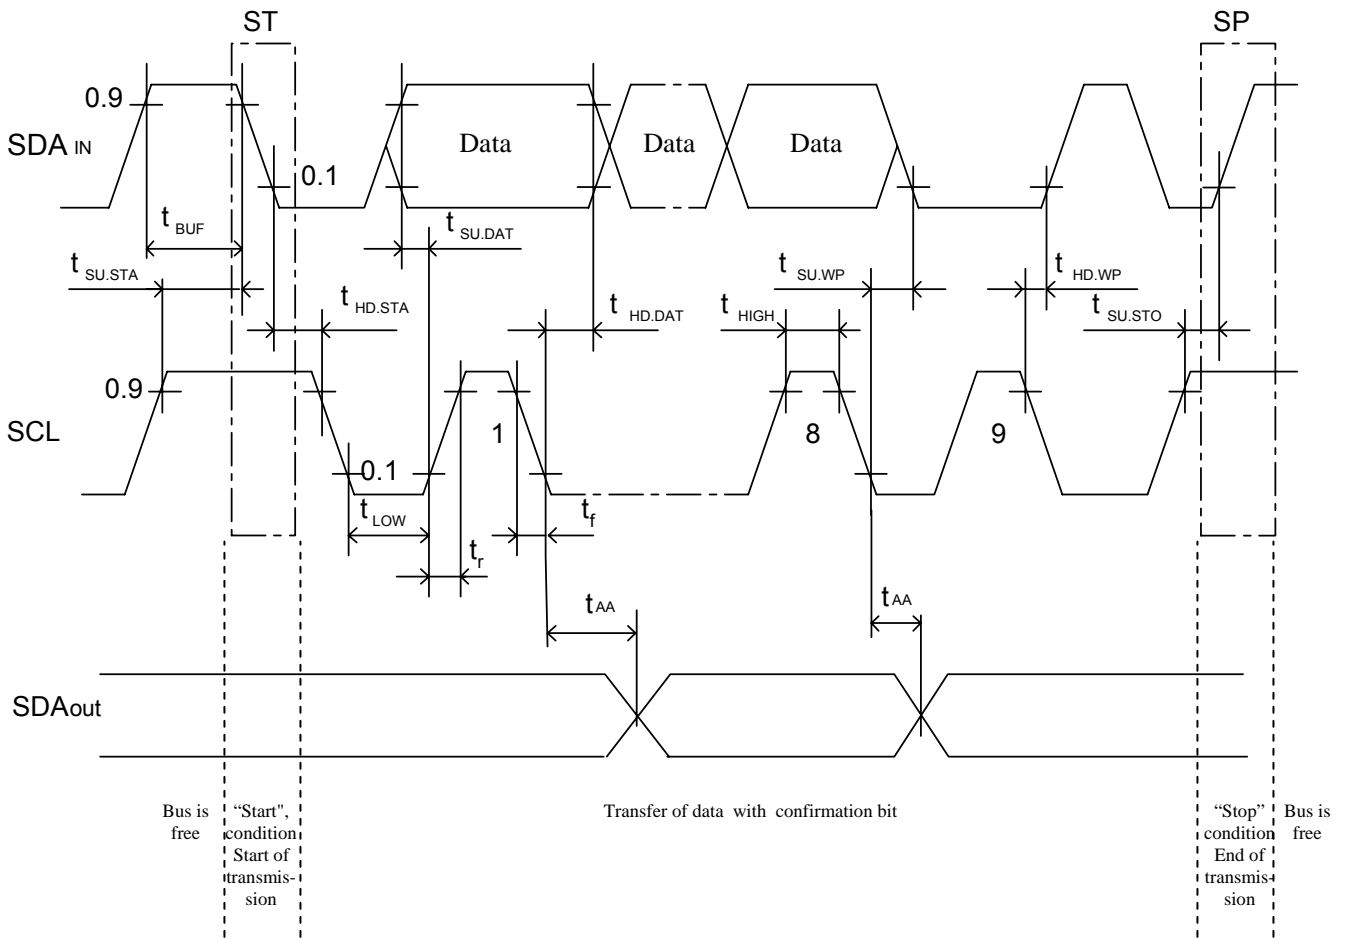 ST
SP
0.9
SDA IN
Data
Data
Data
0.1
t BUF
t SU.DAT
t SU.STA
t SU.WP
t HD.WP
t HD.STA
t HD.DAT
t HIGH
t SU.STO
0.9
SCL
1
8
9
0.1
t LOW
t f
t r
t AA
t AA
SDAout
Bus is
free
“Start",
condition
Start of
transmis-
sion
Transfer of data with confirmation bit
“Stop”
condition
End of
transmis-
sion
Bus is
free